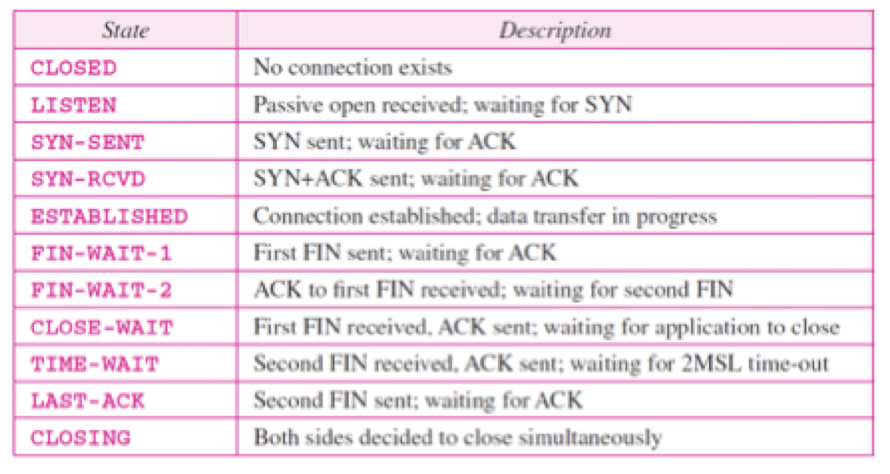 State Description
CLOSED No connection exists
LISTEN Passive open received; waiting for SYN
SYN-SENT SYN sent; waiting for ACK
SYN-RCVD SYN+ACK sent; waiting for ACK
ESTABLISHED Connection established; data transfer in progress
FIN-WAIT-1 First FIN sent; waiting for ACK
FIN-WAIT-2 ACK to first FIN received; waiting for second FIN
CLOSE-WAIT First FIN received, ACK sent; waiting for application to close
TIME-WAIT Second FIN received, ACK sent; waiting for 2MSL time-out
LAST-ACK Second FIN sent; waiting for ACK
CLOSING Both sides decided to close simultaneously